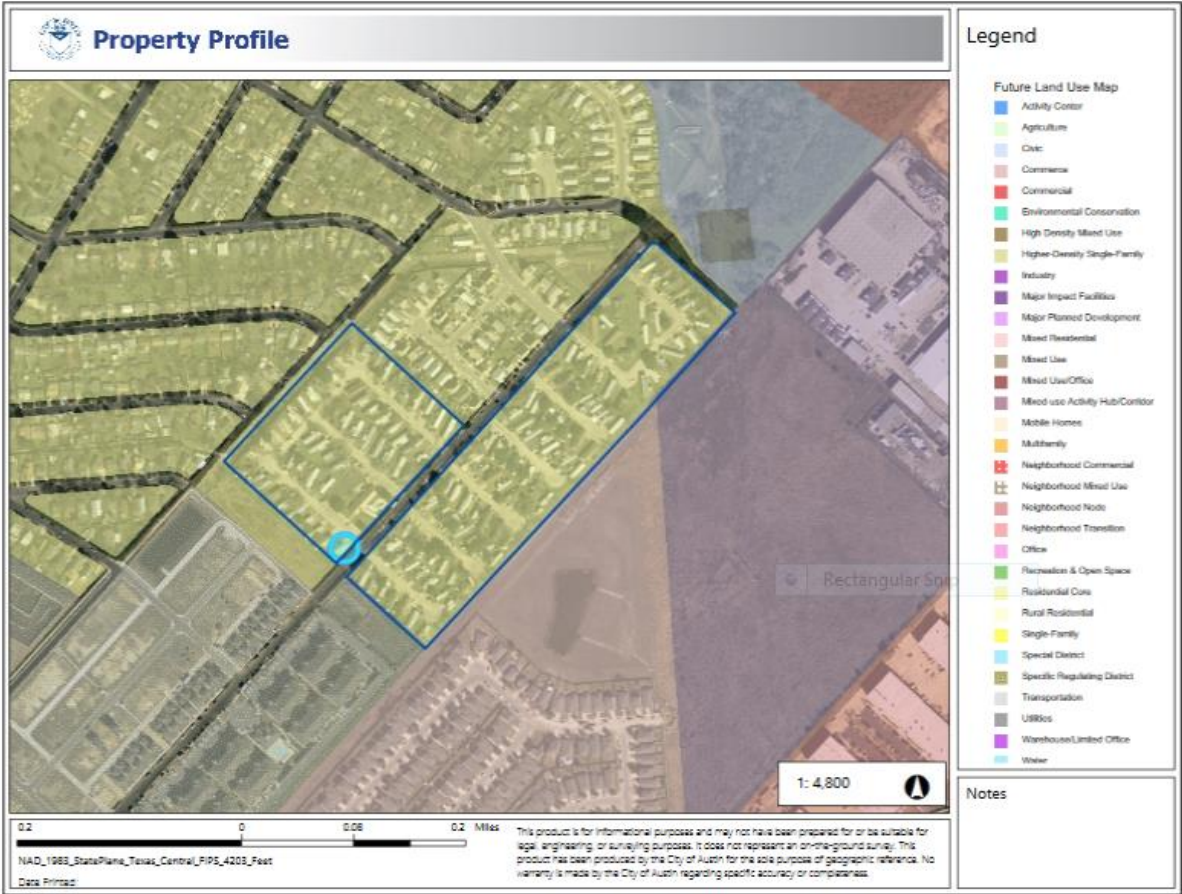 Property Profile
Legend
Future Land Use Map
Activity Center
Agriculture
Civic
Commerce
Commercial
Environmental Conservation
High Density Mixed Use
Higher-Density Single-Family
Industry
Major Impact Facilities
Major Planned Development
Mixed Residential
Mixed Use
Mixed Use/Office
Mixed use Activity Hub/Corridor
Mobile Homes
Multifamily
Neighborhood Commercial
Neighborhood Mixed Use
Neighborhood Node
Neighborhood Transition
Office
Recreation & Open Space
Residential Core
Rural Residential
Single-Family
Special District
Specific Regulating District
Transportation
Utilities
Warehouse/Limited Office
Water
Rectangular Snip
1: 4,800
Notes
0.2 0 0.08 0.2 Miles
NAD_1983_StatePlane_Texas_Central_FIPS_4203_Feet
Date Printed:
This product is for informational purposes and may not have been prepared for or be suitable for
legal, engineering, or surveying purposes. It does not represent an on-the-ground survey. This
product has been produced by the City of Austin for the sole purpose of geographic reference. No
warranty is made by the City of Austin regarding specific accuracy or completeness.